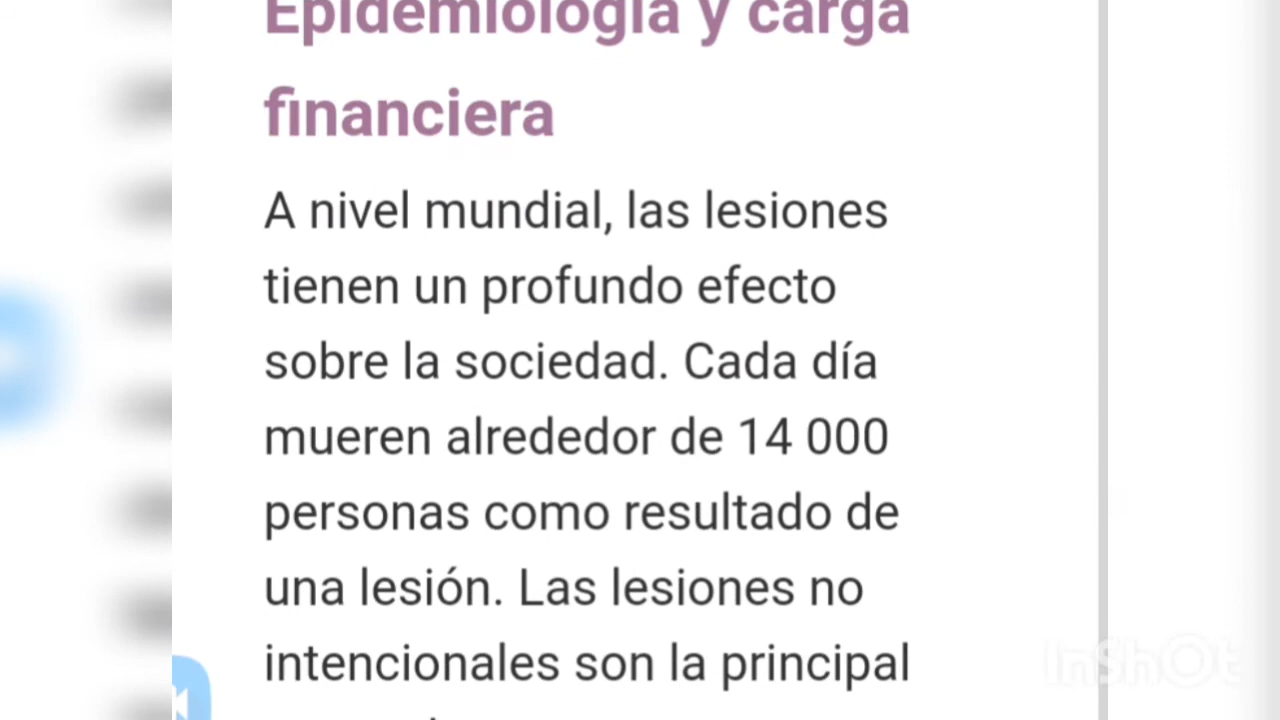 Epidemiología y carga
financiera
A nivel mundial, las lesiones
tienen un profundo efecto
sobre la sociedad. Cada día
mueren alrededor de 14 000
personas como resultado de
una lesión. Las lesiones no
intencionales son la principal
InShOt